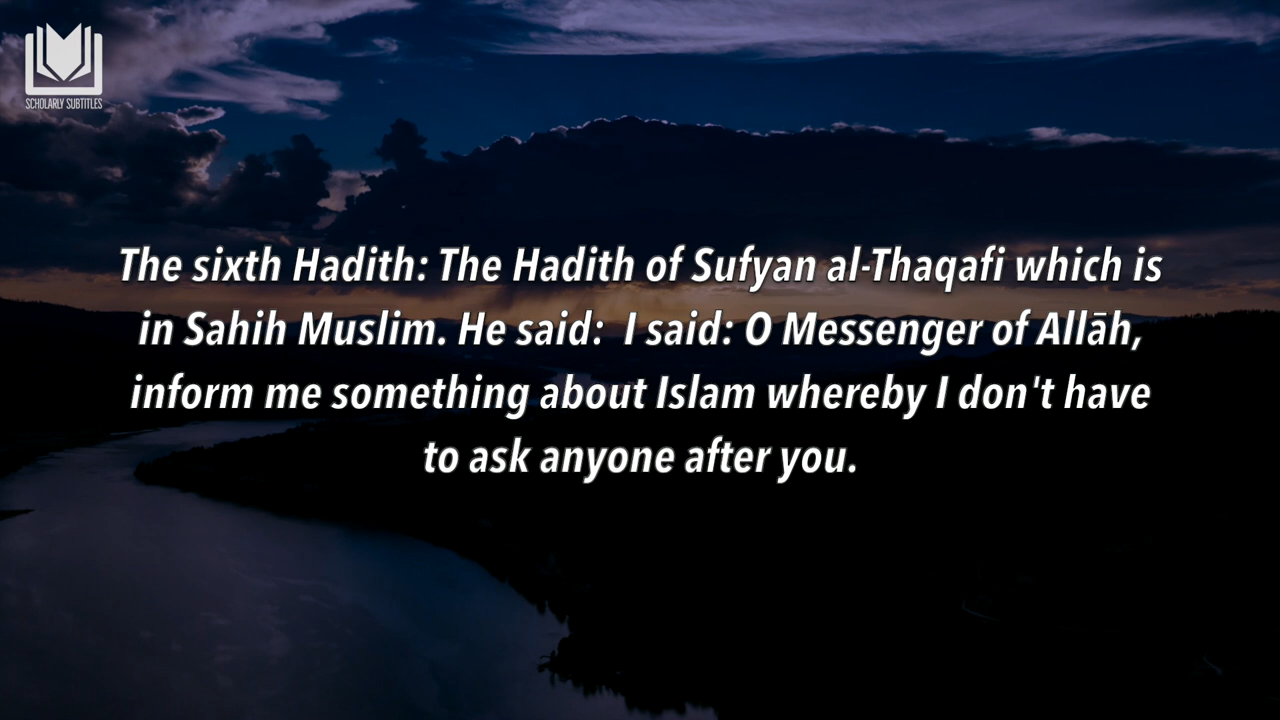 SCHOLARLY SUBTITLES
The sixth Hadith: The Hadith of Sufyan al-Thaqafi which is
in Sahih Muslim. He said:  I said: O Messenger of Allāh,
inform me something about Islam whereby I don't have
to ask anyone after you.